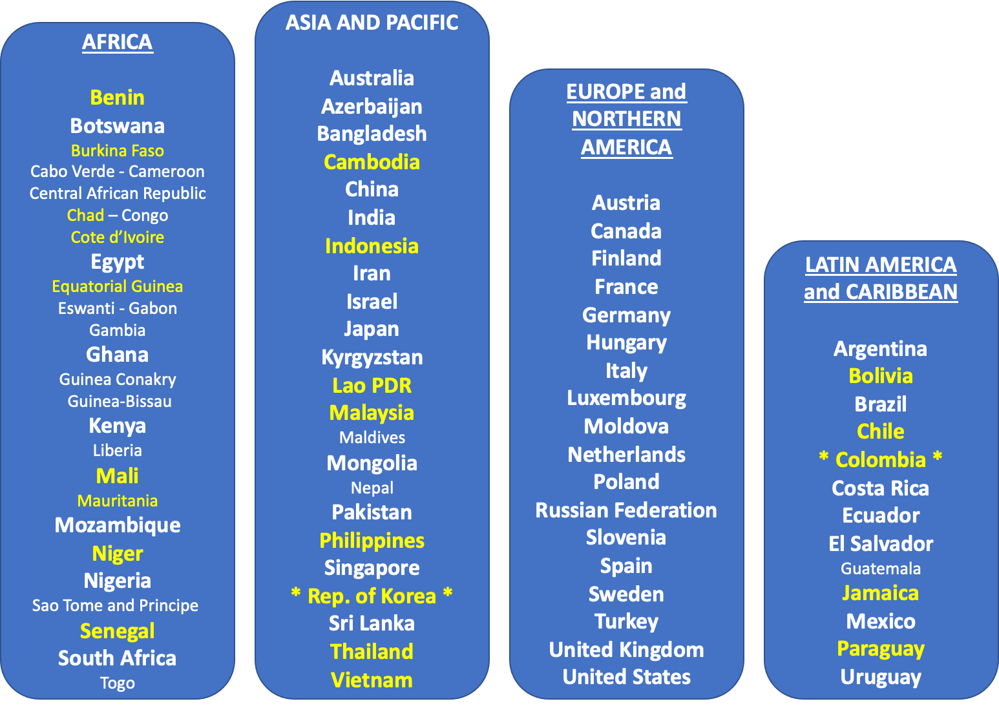 AFRICA
Benin
Botswana
Burkina Faso
Cabo Verde - Cameroon
Central African Republic
Chad – Congo
Cote d’Ivoire
Egypt
Equatorial Guinea
Eswanti - Gabon
Gambia
Ghana
Guinea Conakry
Guinea-Bissau
Kenya
Liberia
Mali
Mauritania
Mozambique
Niger
Nigeria
Sao Tome and Principe
Senegal
South Africa
Togo
ASIA AND PACIFIC
Australia
Azerbaijan
Bangladesh
Cambodia
China
India
Indonesia
Iran
Israel
Japan
Kyrgyzstan
Lao PDR
Malaysia
Maldives
Mongolia
Nepal
Pakistan
Philippines
Singapore
* Rep. of Korea *
Sri Lanka
Thailand
Vietnam
EUROPE and
NORTHERN
AMERICA
Austria
Canada
Finland
France
Germany
Hungary
Italy
Luxembourg
Moldova
Netherlands
Poland
Russian Federation
Slovenia
Spain
Sweden
Turkey
United Kingdom
United States
LATIN AMERICA
and CARIBBEAN
Argentina
Bolivia
Brazil
Chile
* Colombia *
Costa Rica
Ecuador
El Salvador
Guatemala
Jamaica
Mexico
Paraguay
Uruguay